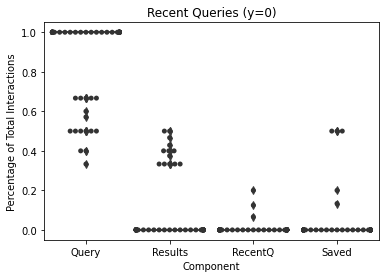 Recent Queries (y=0)
1.0
0.8
0.6
0.4
0.2
0.0
Percentage of Total Interactions
Query Results RecentQ Saved
Component